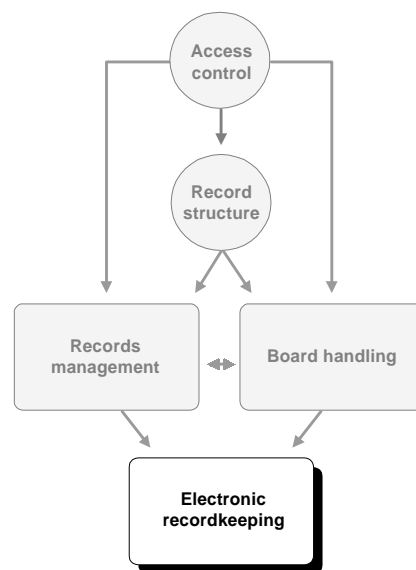 Access
control
Record
structure
Records
management
Board handling
Electronic
recordkeeping